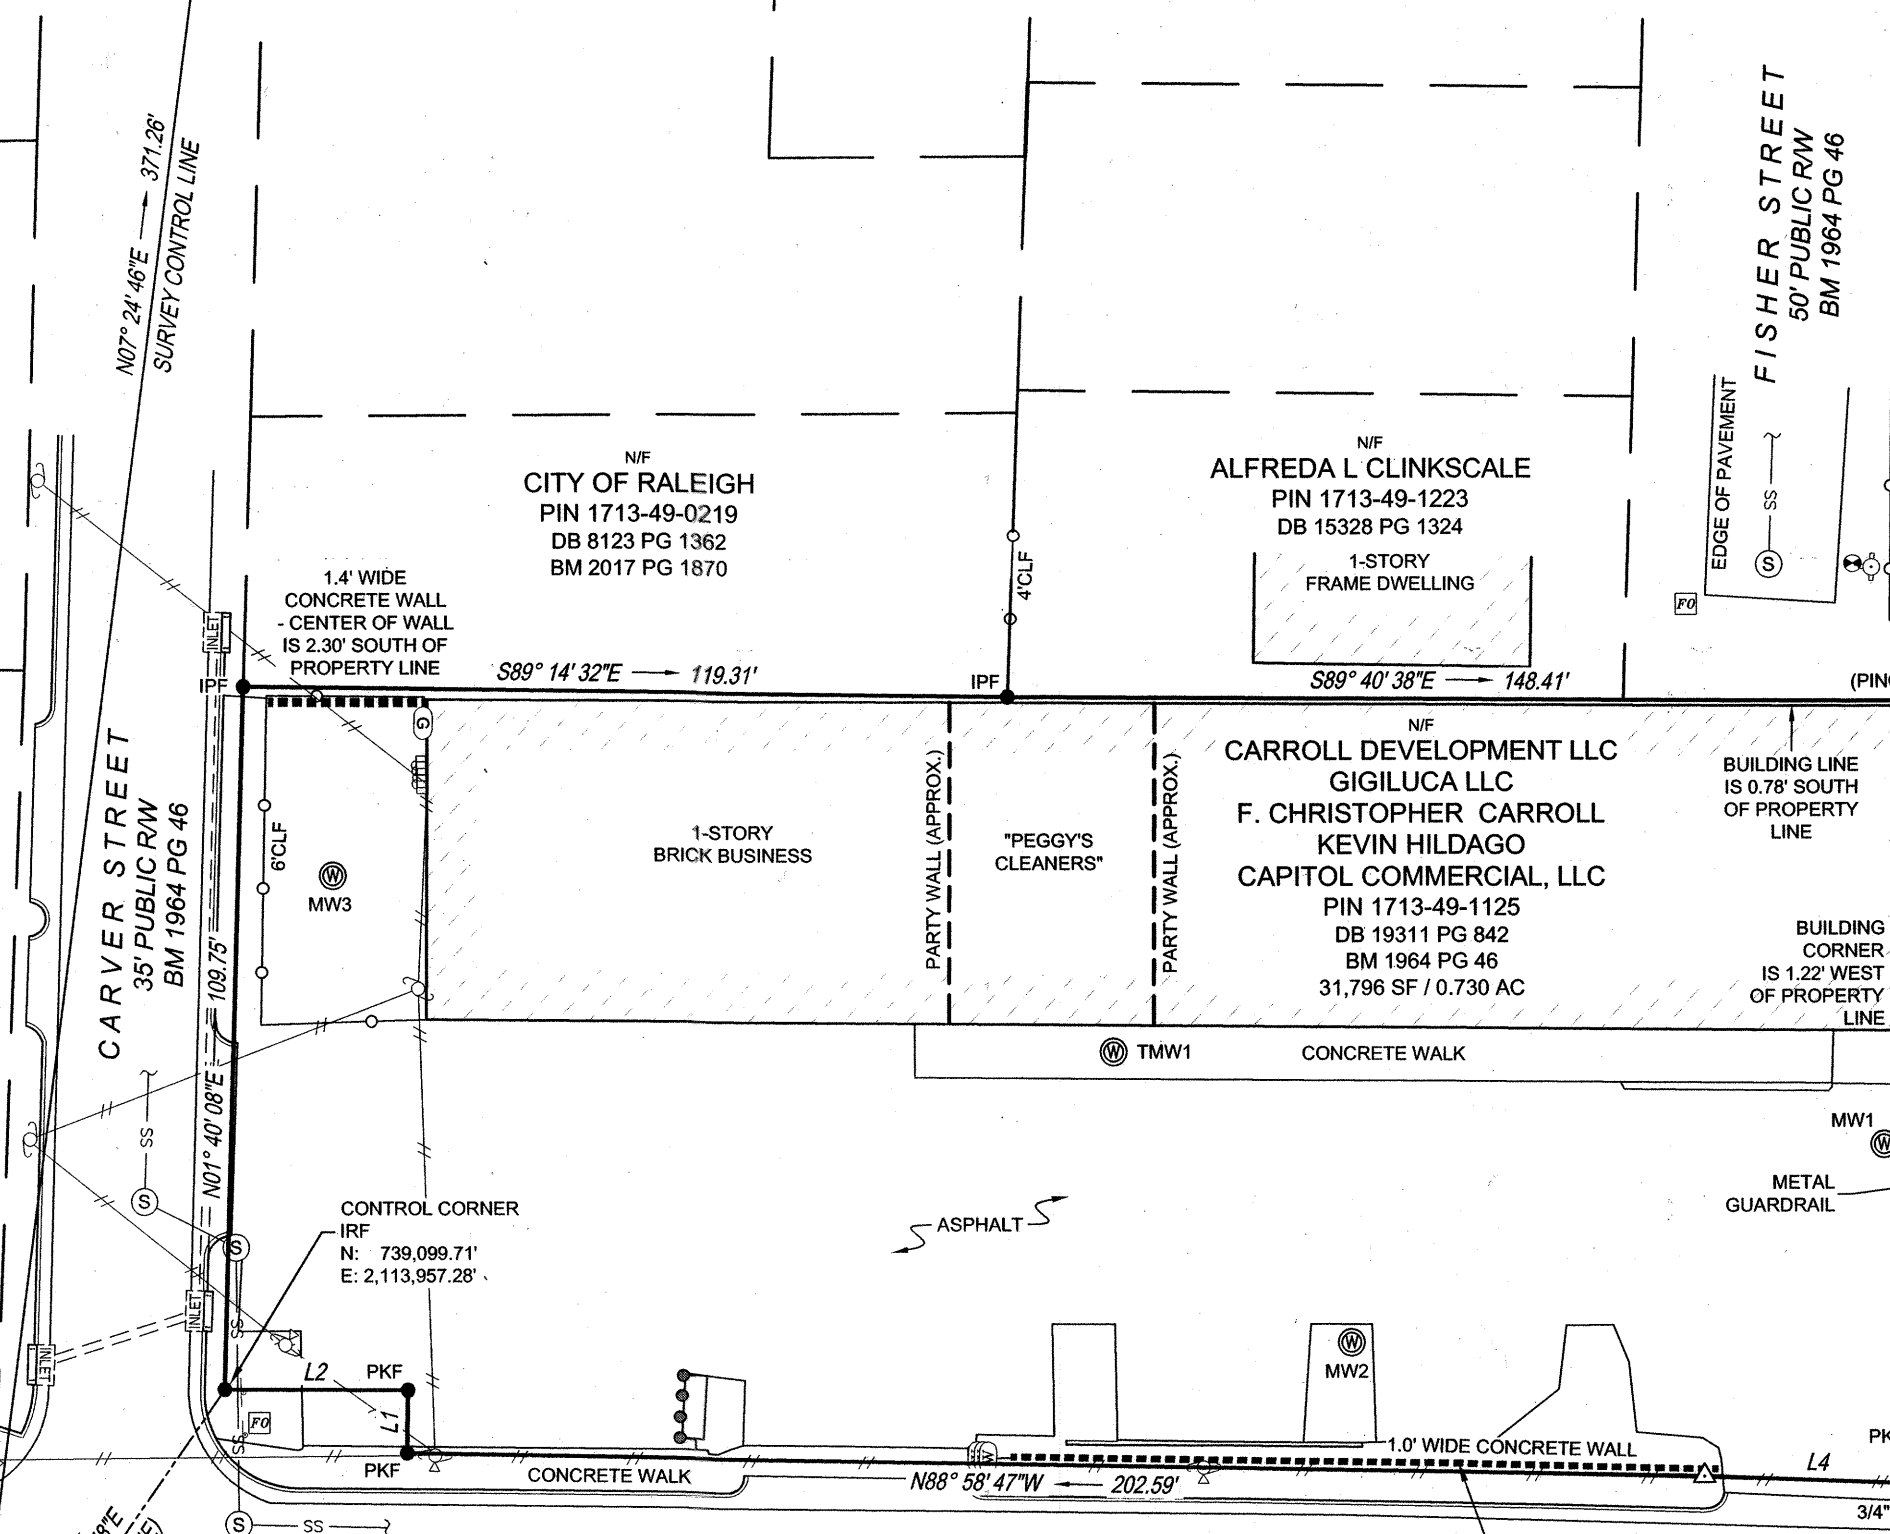 N07° 24' 46"E 371.26'
SURVEY CONTROL LINE
FISHER STREET
50' PUBLIC R/W
BM 1964 PG 46
EDGE OF PAVEMENT
SS
S
FO
N/F
CITY OF RALEIGH
PIN 1713-49-0219
DB 8123 PG 1362
BM 2017 PG 1870
N/F
ALFREDA L CLINKSCALE
PIN 1713-49-1223
DB 15328 PG 1324
1-STORY
FRAME DWELLING
4'CLF
1.4' WIDE
CONCRETE WALL
- CENTER OF WALL
IS 2.30' SOUTH OF
PROPERTY LINE
INLET
IPF
S89° 14' 32"E 119.31'
IPF
S89° 40' 38"E 148.41'
G
CARVER STREET
35' PUBLIC R/W
BM 1964 PG 46
N01° 40' 08"E 109.75'
6'CLF
W
MW3
1-STORY
BRICK BUSINESS
PARTY WALL (APPROX.)
"PEGGY'S
CLEANERS"
PARTY WALL (APPROX.)
N/F
CARROLL DEVELOPMENT LLC
GIGILUCA LLC
F. CHRISTOPHER CARROLL
KEVIN HILDAGO
CAPITOL COMMERCIAL, LLC
PIN 1713-49-1125
DB 19311 PG 842
BM 1964 PG 46
31,796 SF / 0.730 AC
BUILDING LINE
IS 0.78' SOUTH
OF PROPERTY
LINE
BUILDING
CORNER
IS 1.22' WEST
OF PROPERTY
LINE
W TMW1
CONCRETE WALK
MW1
W
METAL
GUARDRAIL
SS
S
S
CONTROL CORNER
IRF
N: 739,099.71'
E: 2,113,957.28'
ASPHALT
INLET
SS
INLET
L2
PKF
L1
FO
SS
PKF
W
MW2
CONCRETE WALK
W
N88° 58' 47"W 202.59'
1.0' WIDE CONCRETE WALL
L4
S
SS
3/4"